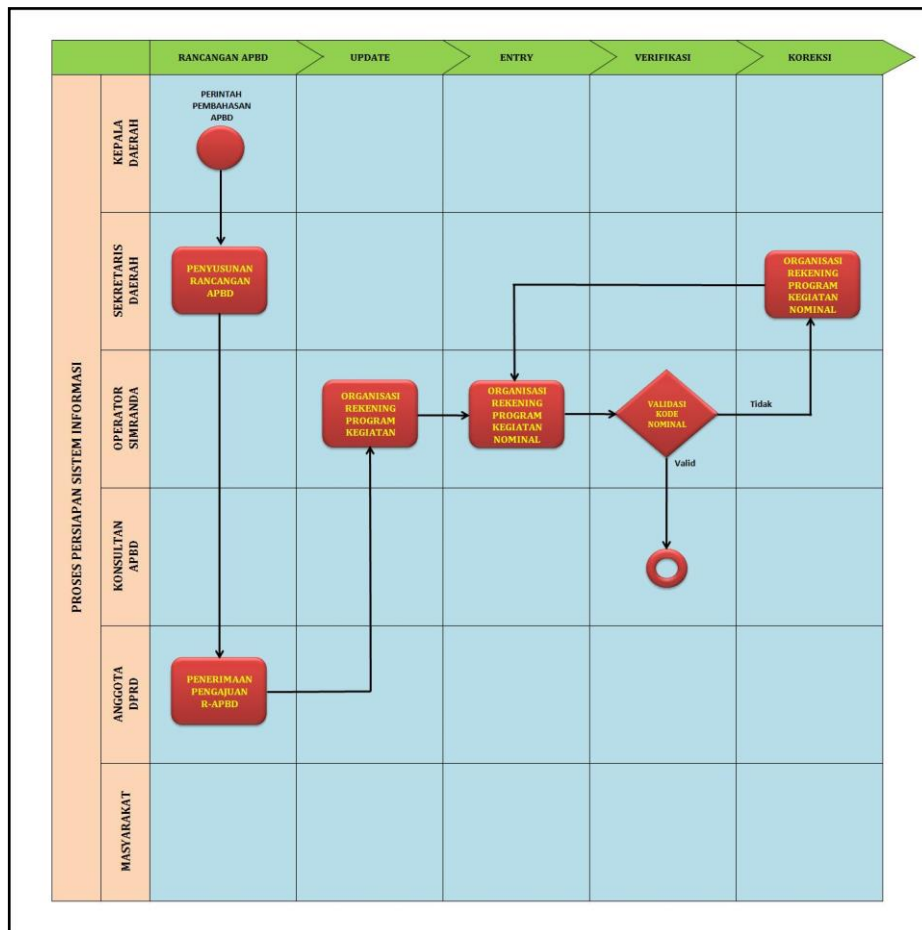 RANCANGAN APBD
UPDATE
ENTRY
VERIFIKASI
KOREKSI
PROSES PERSIAPAN SISTEM INFORMASI
KEPALA
DAERAH
PERINTAH
PEMBAHASAN
APBD
SEKRETARIS
DAERAH
PENYUSUNAN
RANCANGAN
APBD
ORGANISASI
REKENING
PROGRAM
KEGIATAN
NOMINAL
OPERATOR
SIMRANDA
ORGANISASI
REKENING
PROGRAM
KEGIATAN
ORGANISASI
REKENING
PROGRAM
KEGIATAN
NOMINAL
VALIDASI
KODE
NOMINAL
Tidak
Valid
KONSULTAN
APBD
ANGGOTA
DPRD
PENERIMAAN
PENGAJUAN
R-APBD
MASYARAKAT